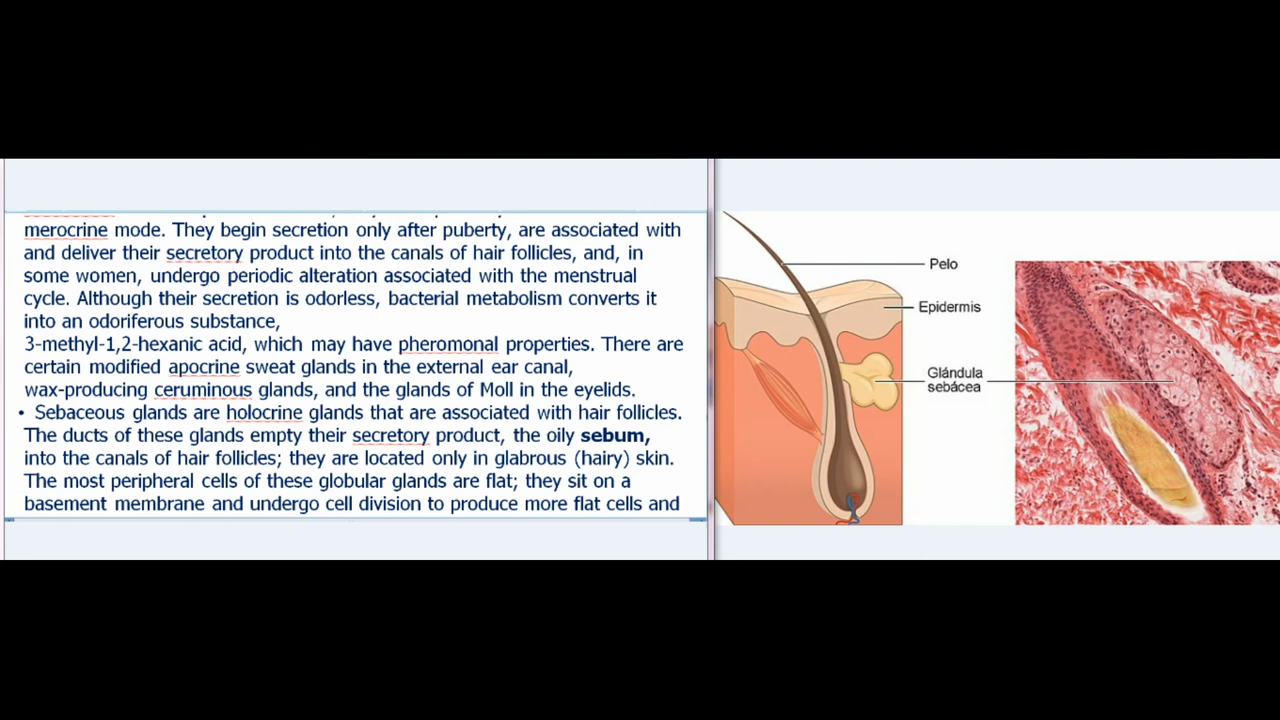 merocrine mode. They begin secretion only after puberty, are associated with
and deliver their secretory product into the canals of hair follicles, and, in
some women, undergo periodic alteration associated with the menstrual
cycle. Although their secretion is odorless, bacterial metabolism converts it
into an odoriferous substance,
3-methyl-1,2-hexanic acid, which may have pheromonal properties. There are
certain modified apocrine sweat glands in the external ear canal,
wax-producing ceruminous glands, and the glands of Moll in the eyelids.
• Sebaceous glands are holocrine glands that are associated with hair follicles.
The ducts of these glands empty their secretory product, the oily sebum,
into the canals of hair follicles; they are located only in glabrous (hairy) skin.
The most peripheral cells of these globular glands are flat; they sit on a
basement membrane and undergo cell division to produce more flat cells and
Pelo
Epidermis
Glándula
sebácea